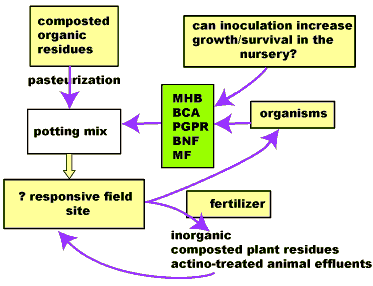 composted
organic
residues
can inoculation increase
growth/survival in the
nursery?
pasteurization
MHB
BCA
PGPR
BNF
MF
organisms
potting mix
? responsive field
site
fertilizer
inorganic
composted plant residues
actino-treated animal effluents